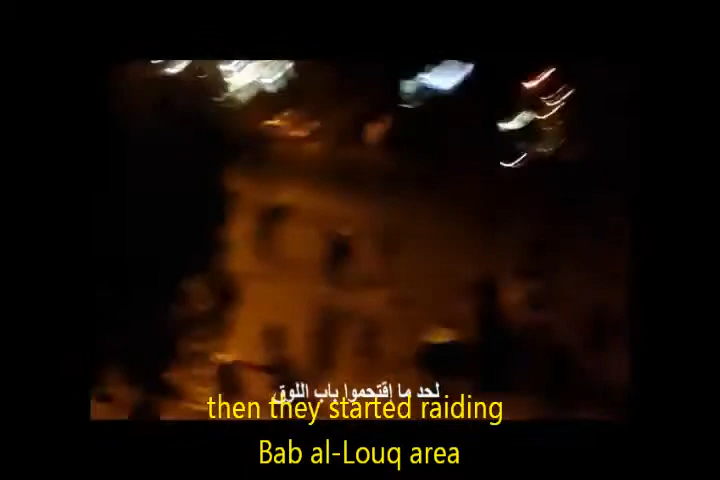 لحد ما إقتحموا باب اللوق
then they started raiding
Bab al-Louq area